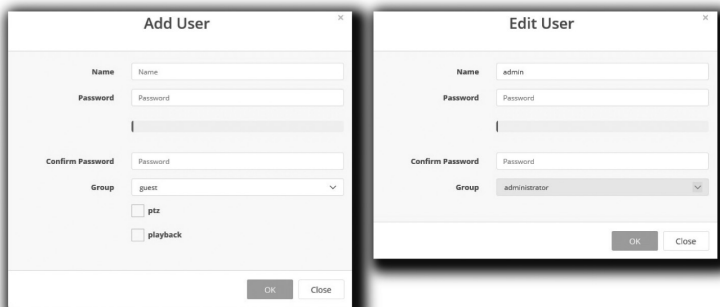 Add User
×
Name
Name
Password
Password
Confirm Password
Password
Group
guest
ptz
playback
OK
Close
Edit User
×
Name
admin
Password
Password
Confirm Password
Password
Group
administrator
OK
Close